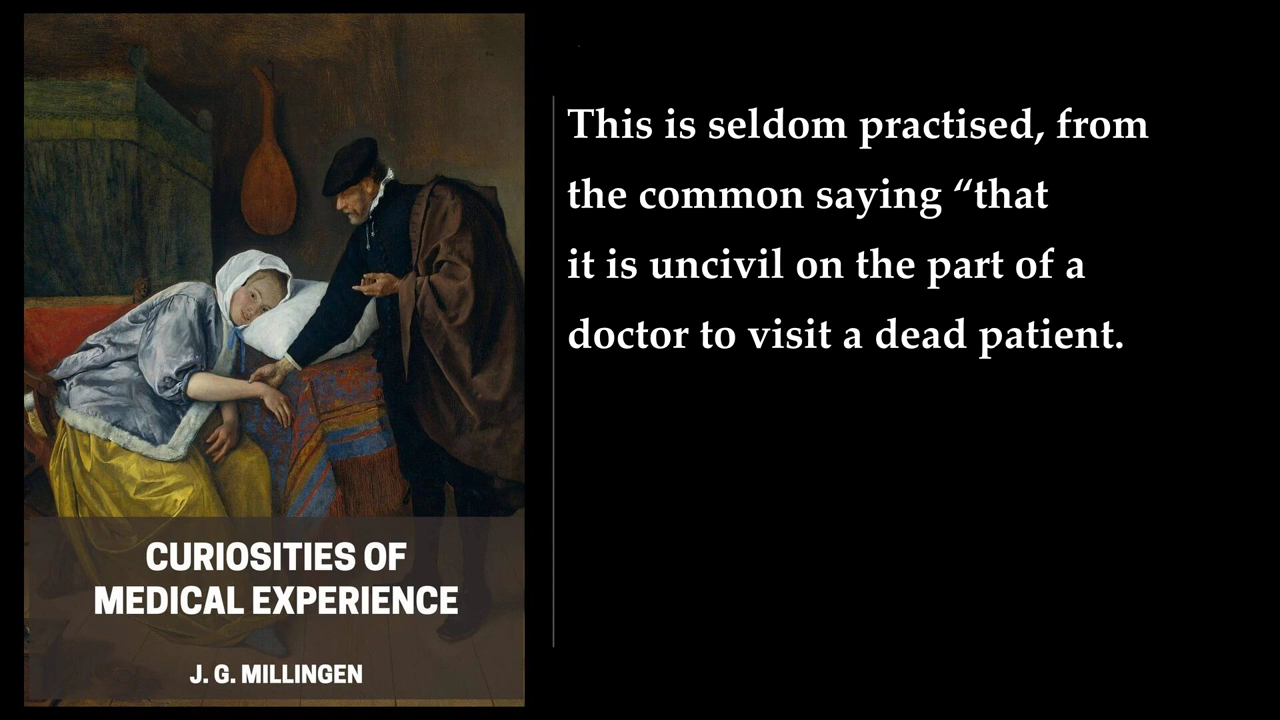 This is seldom practised, from
the common saying “that
it is uncivil on the part of a
doctor to visit a dead patient.
CURIOSITIES OF
MEDICAL EXPERIENCE
J. G. MILLINGEN